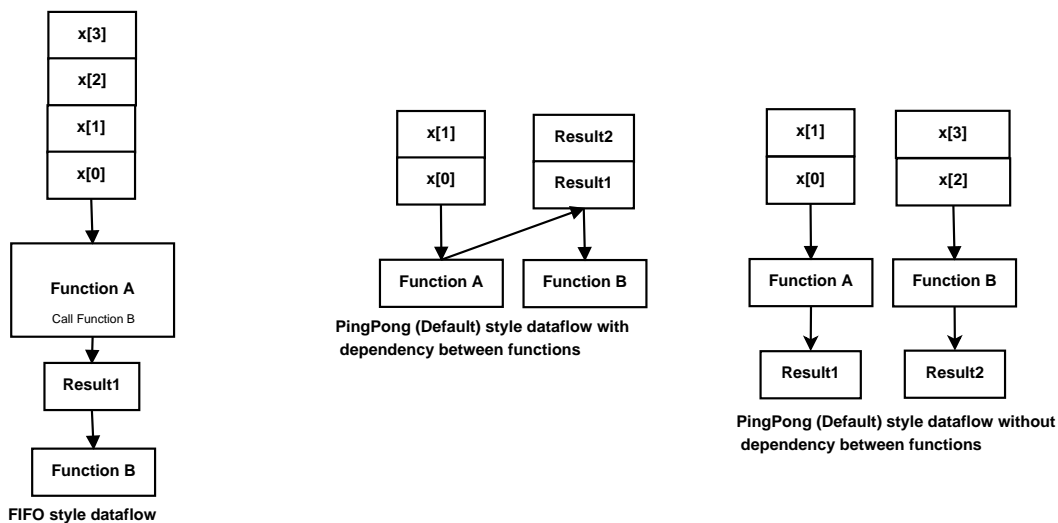 x[3]
x[2]
x[1]
x[0]
Function A
Call Function B
Result1
Function B
FIFO style dataflow
x[1]
x[0]
Result2
Result1
Function A
Function B
PingPong (Default) style dataflow with
dependency between functions
x[1]
x[0]
x[3]
x[2]
Function A
Function B
Result1
Result2
PingPong (Default) style dataflow without
dependency between functions